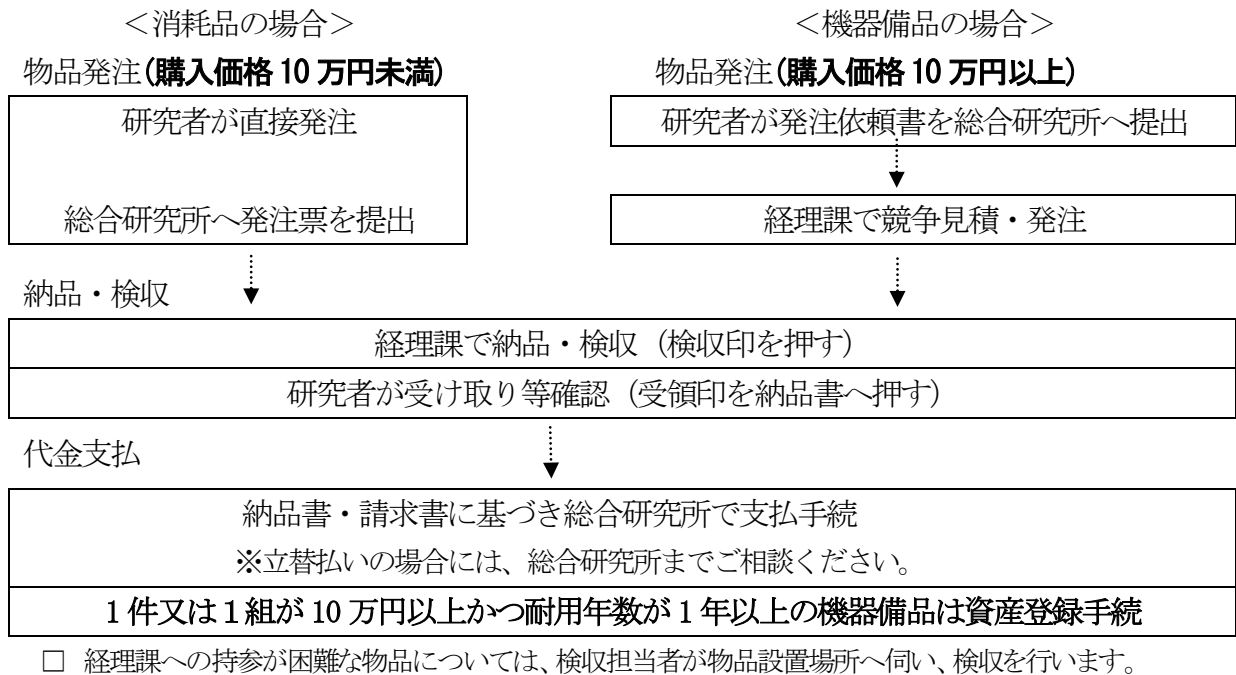 <消耗品の場合>
<機器備品の場合>
物品発注(購入価格10万円未満)
物品発注(購入価格10万円以上)
研究者が直接発注
総合研究所へ発注票を提出
研究者が発注依頼書を総合研究所へ提出
経理課で競争見積・発注
納品・検収
経理課で納品・検収（検収印を押す）
研究者が受け取り等確認（受領印を納品書へ押す）
代金支払
納品書・請求書に基づき総合研究所で支払手続
※立替払いの場合には、総合研究所までご相談ください。
1件又は1組が10万円以上かつ耐用年数が1年以上の機器備品は資産登録手続
□ 経理課への持参が困難な物品については、検収担当者が物品設置場所へ伺い、検収を行います。